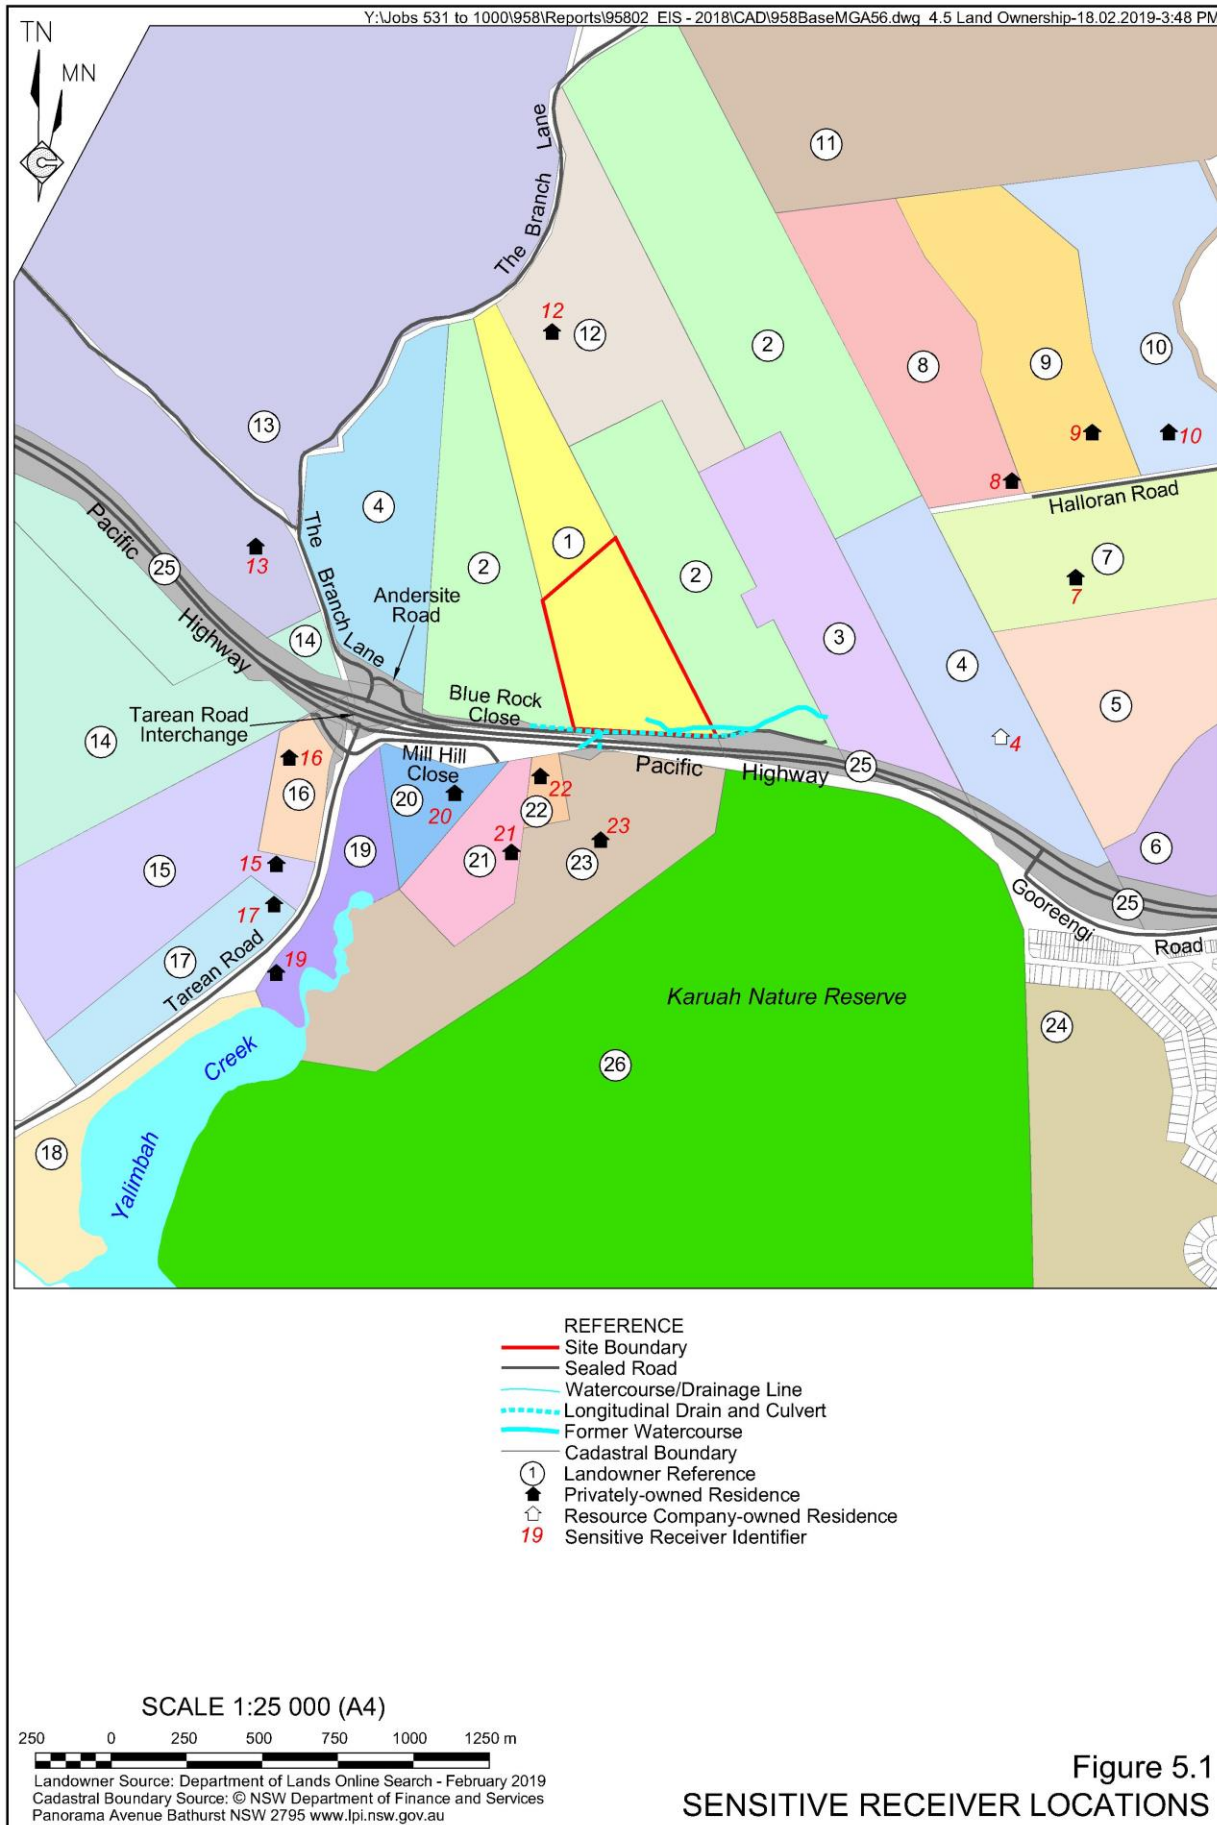 Y:\Jobs 531 to 1000\958\Reports\95802_EIS - 2018\CAD\958BaseMGA56.dwg_4.5 Land Ownership-18.02.2019-3:48 PM
TN
MN
The Branch Lane
11
12
12
2
8
9
10
13
9
10
8
Halloran Road
4
The Branch Lane
Pacific Highway
25
13
1
2
2
7
7
Andersite
Road
14
3
4
5
Blue Rock
Close
Tarean Road
Interchange
14
4
16
16
Mill Hill
Close
Pacific Highway
25
20
20
22
22
21
21
23
23
19
6
15
15
17
17
Tarean Road
19
25
Gooreengi Road
Karuah Nature Reserve
24
26
18
Yalimbah Creek
REFERENCE
Site Boundary
Sealed Road
Watercourse/Drainage Line
Longitudinal Drain and Culvert
Former Watercourse
Cadastral Boundary
1 Landowner Reference
Privately-owned Residence
Resource Company-owned Residence
19 Sensitive Receiver Identifier
SCALE 1:25 000 (A4)
250 0 250 500 750 1000 1250 m
Landowner Source: Department of Lands Online Search - February 2019
Cadastral Boundary Source: © NSW Department of Finance and Services
Panorama Avenue Bathurst NSW 2795 www.lpi.nsw.gov.au
Figure 5.1
SENSITIVE RECEIVER LOCATIONS